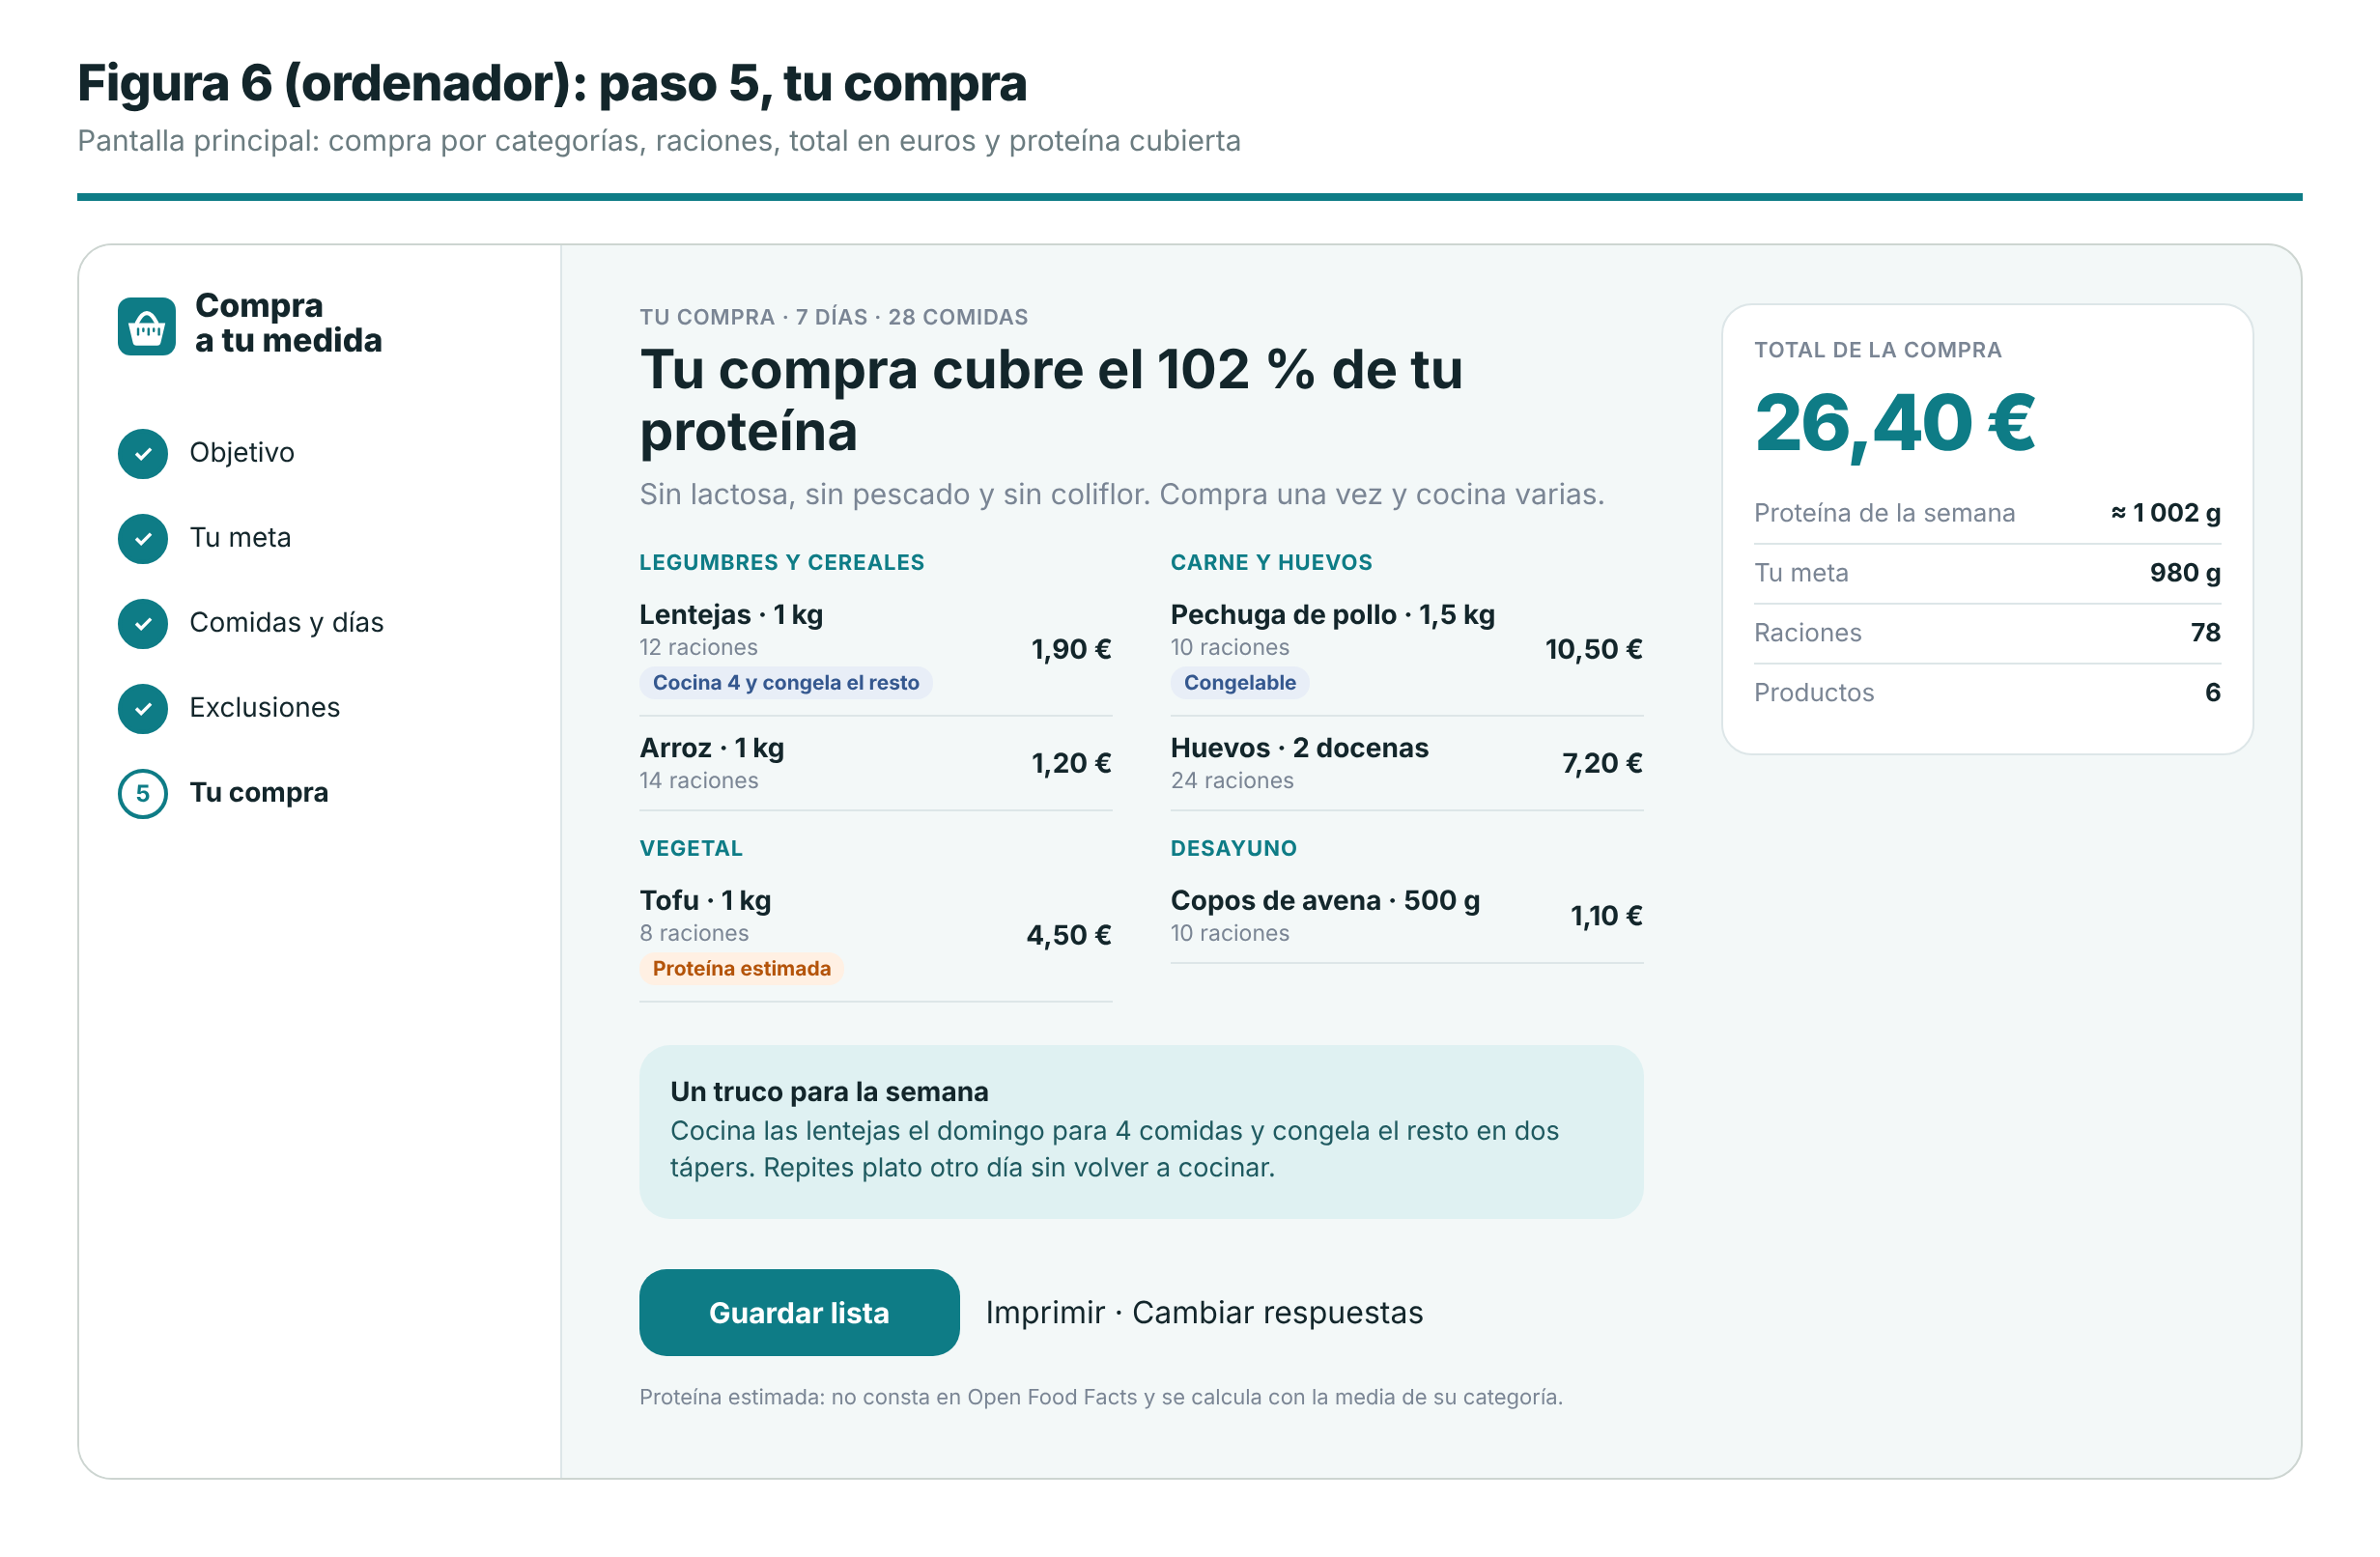 Figura 6 (ordenador): paso 5, tu compra
Pantalla principal: compra por categorías, raciones, total en euros y proteína cubierta
Compra
a tu medida
Objetivo
Tu meta
Comidas y días
Exclusiones
5 Tu compra
TU COMPRA · 7 DÍAS · 28 COMIDAS
Tu compra cubre el 102 % de tu
proteína
Sin lactosa, sin pescado y sin coliflor. Compra una vez y cocina varias.
LEGUMBRES Y CEREALES
Lentejas · 1 kg
12 raciones
1,90 €
Cocina 4 y congela el resto
Arroz · 1 kg
1,20 €
14 raciones
CARNE Y HUEVOS
Pechuga de pollo · 1,5 kg
10 raciones
10,50 €
Congelable
Huevos · 2 docenas
7,20 €
24 raciones
VEGETAL
Tofu · 1 kg
8 raciones
4,50 €
Proteína estimada
DESAYUNO
Copos de avena · 500 g
1,10 €
10 raciones
Un truco para la semana
Cocina las lentejas el domingo para 4 comidas y congela el resto en dos
tápers. Repites plato otro día sin volver a cocinar.
Guardar lista
Imprimir · Cambiar respuestas
Proteína estimada: no consta en Open Food Facts y se calcula con la media de su categoría.
TOTAL DE LA COMPRA
26,40 €
Proteína de la semana ≈ 1 002 g
Tu meta 980 g
Raciones 78
Productos 6